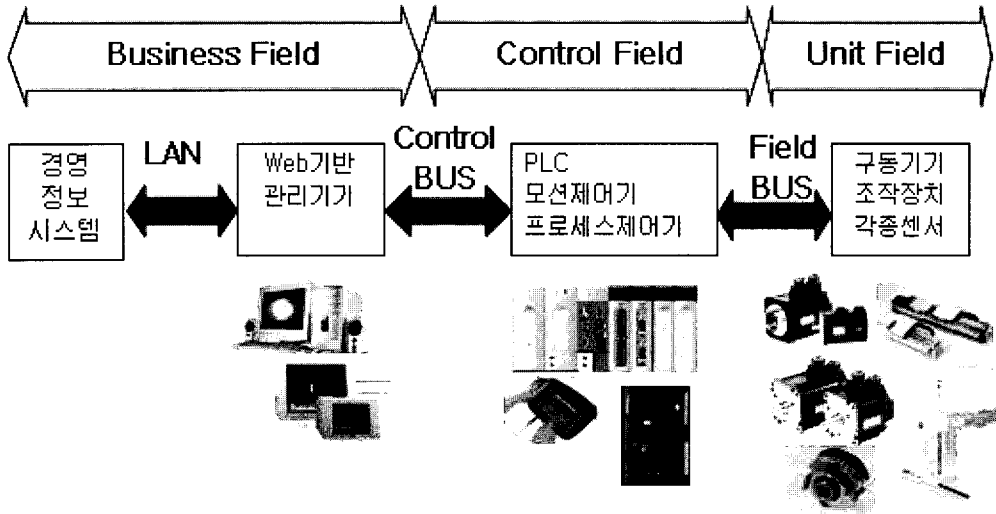 Business Field
Control Field
Unit Field
경영
정보
시스템
LAN
Web기반
관리기기
Control
BUS
PLC
모션제어기
프로세스제어기
Field
BUS
구동기기
조작장치
각종센서